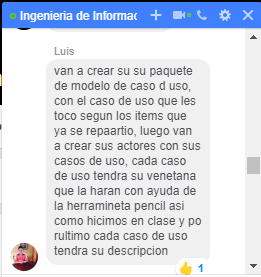 Ingenieria de Informac
Luis
van a crear su su paquete
de modelo de caso d uso,
con el caso de uso que les
toco segun los items que
ya se repaartio, luego van
a crear sus actores con sus
casos de uso, cada caso
de uso tendra su venetana
que la haran con ayuda de
la herramineta pencil asi
como hicimos en clase y po
rultimo cada caso de uso
tendra su descripcion
1